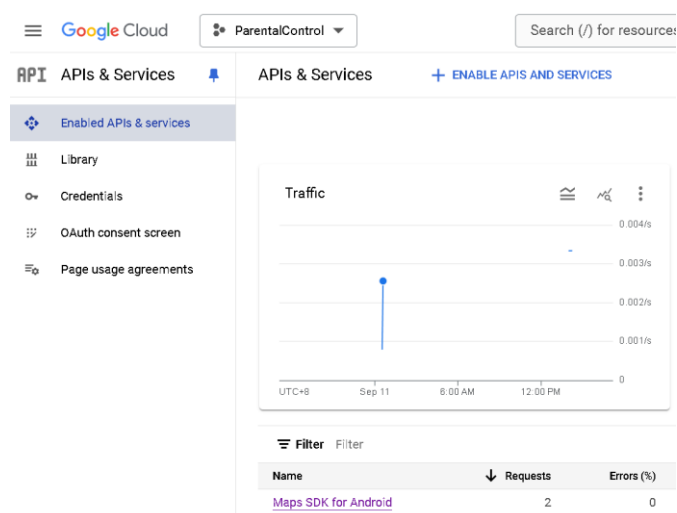 Google Cloud
ParentalControl
Search (/) for resources
API APIs & Services
APIs & Services
+ ENABLE APIS AND SERVICES
Enabled APIs & services
Library
Credentials
OAuth consent screen
Page usage agreements
Traffic
0.004/s
0.003/s
0.002/s
0.001/s
0
UTC+8 Sep 11 6:00 AM 12:00 PM
Filter Filter
Name Requests Errors (%)
Maps SDK for Android 2 0